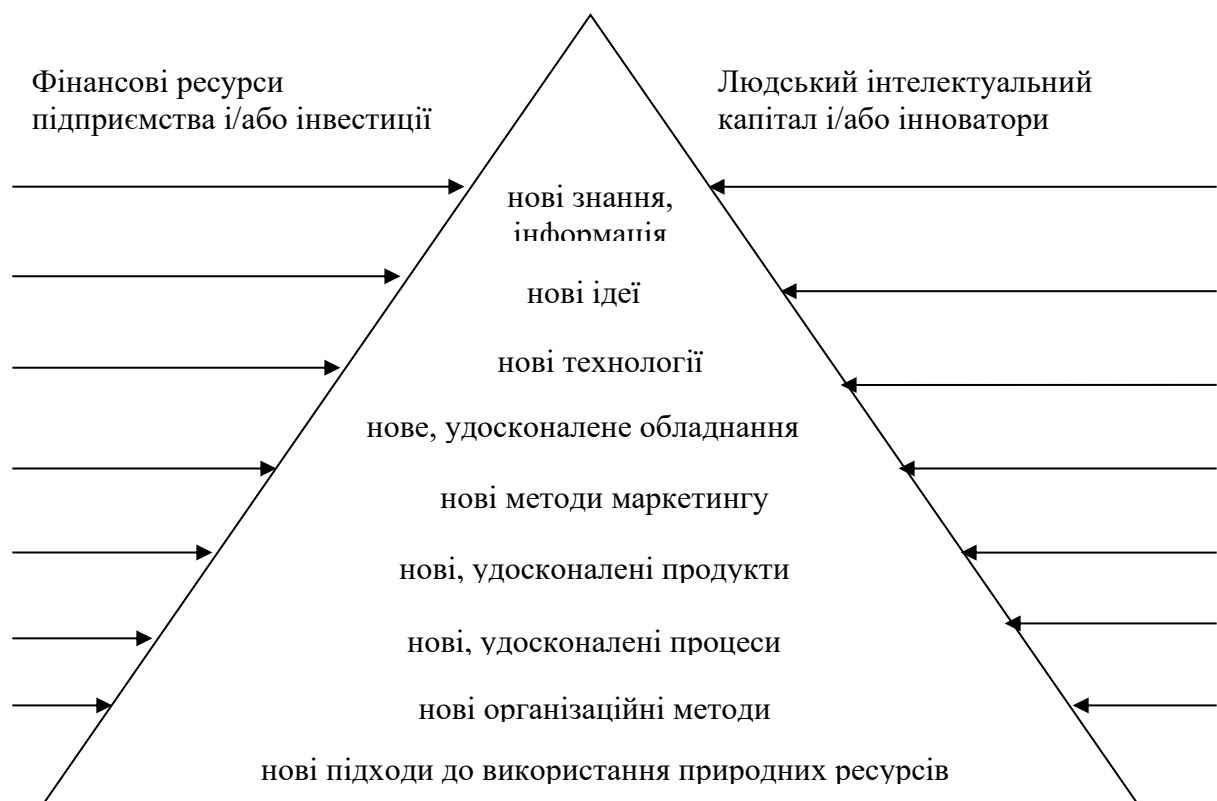 Фінансові ресурси
підприємства і/або інвестиції
Людський інтелектуальний
капітал і/або інноватори
нові знання,
інформація
нові ідеї
нові технології
нове, удосконалене обладнання
нові методи маркетингу
нові, удосконалені продукти
нові, удосконалені процеси
нові організаційні методи
нові підходи до використання природних ресурсів